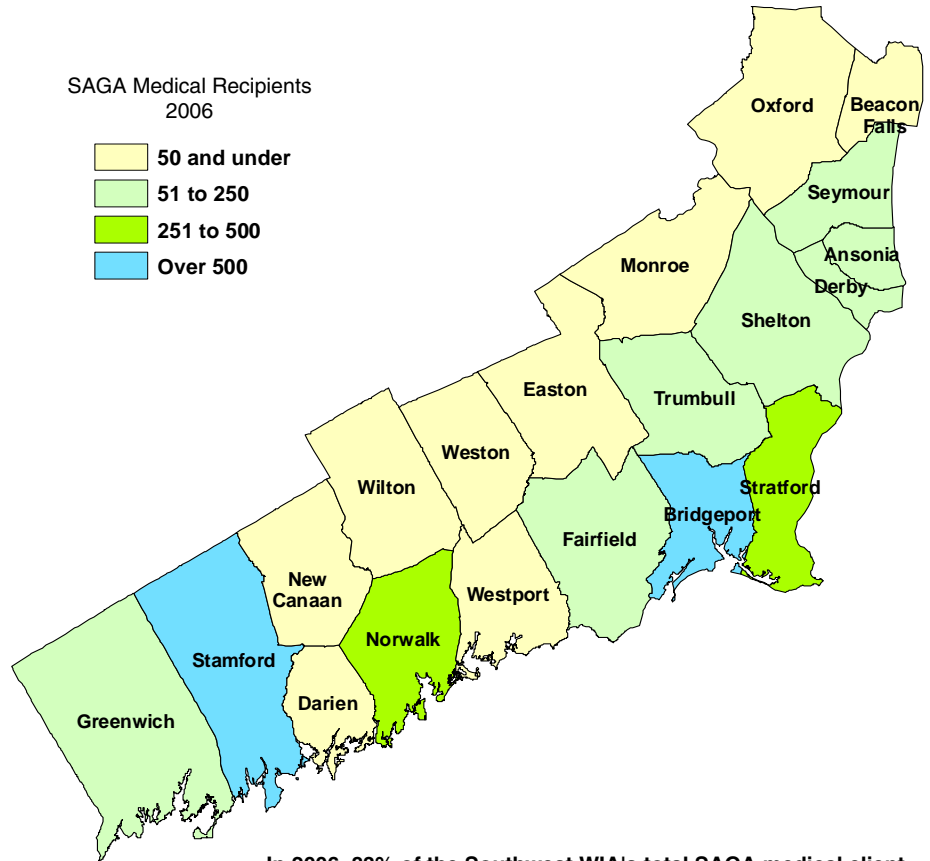 SAGA Medical Recipients
2006
50 and under
51 to 250
251 to 500
Over 500
Oxford
Beacon
Falls
Seymour
Ansonia
Derby
Monroe
Shelton
Easton
Trumbull
Weston
Wilton
Stratford
Bridgeport
Fairfield
New
Canaan
Westport
Norwalk
Stamford
Darien
Greenwich